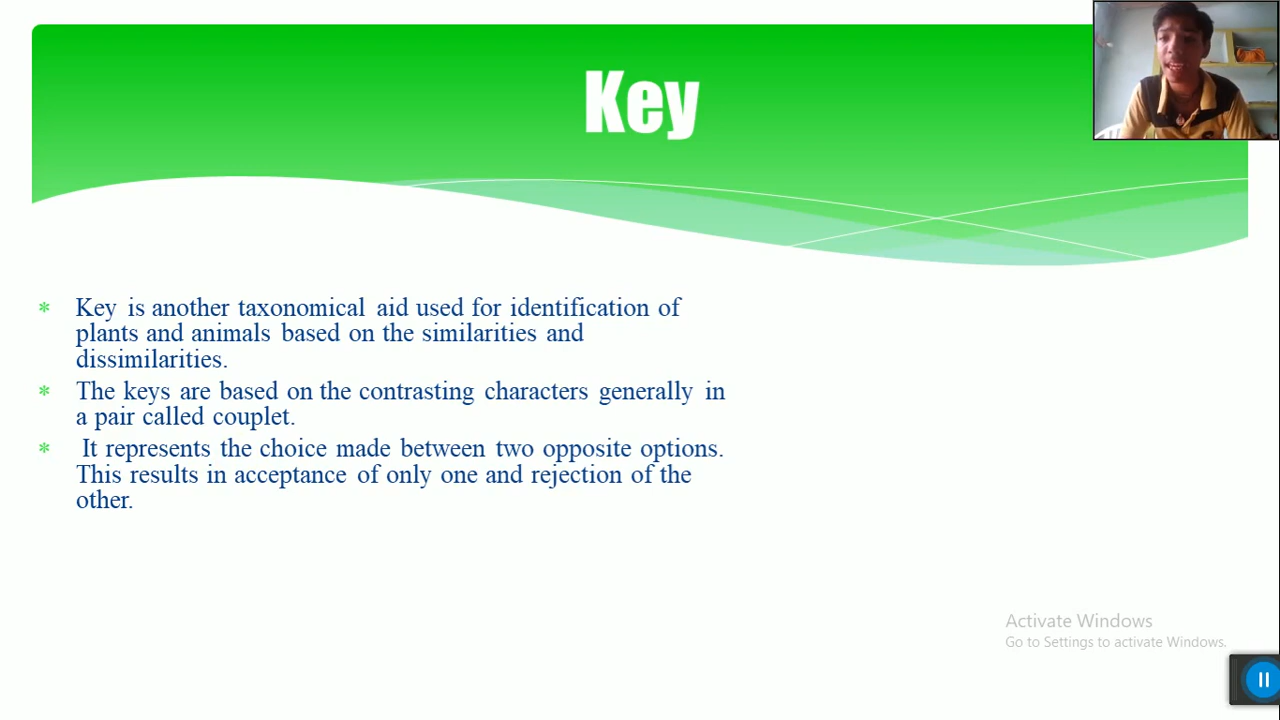 Key
* Key is another taxonomical aid used for identification of
plants and animals based on the similarities and
dissimilarities.
* The keys are based on the contrasting characters generally in
a pair called couplet.
* It represents the choice made between two opposite options.
This results in acceptance of only one and rejection of the
other.
Activate Windows
Go to Settings to activate Windows.